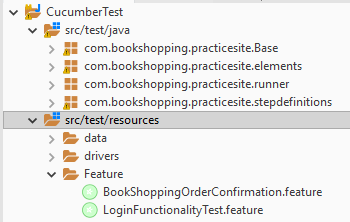 CucumberTest
src/test/java
com.bookshopping.practicesite.Base
com.bookshopping.practicesite.elements
com.bookshopping.practicesite.runner
com.bookshopping.practicesite.stepdefinitions
src/test/resources
data
drivers
Feature
BookShoppingOrderConfirmation.feature
LoginFunctionalityTest.feature